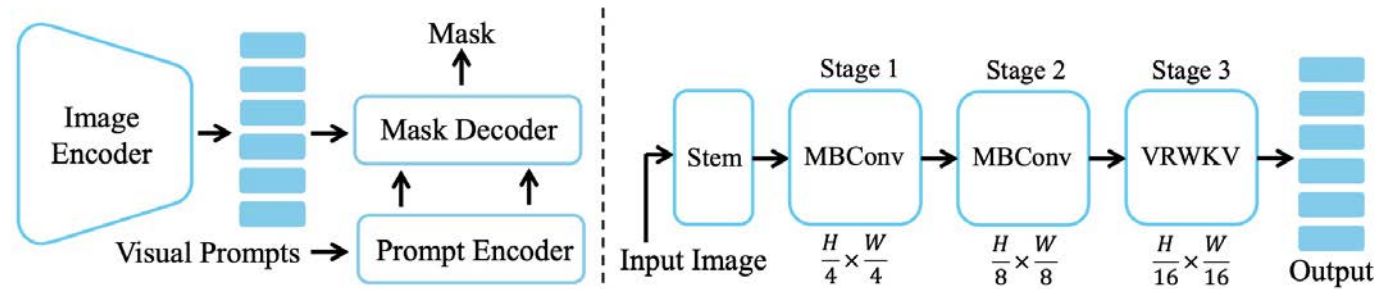 Image
Encoder
Mask
Mask Decoder
Visual Prompts
Prompt Encoder
Stage 1
Stage 2
Stage 3
Stem
MBConv
MBConv
VRWKV
Input Image
H/4 × W/4
H/8 × W/8
H/16 × W/16
Output